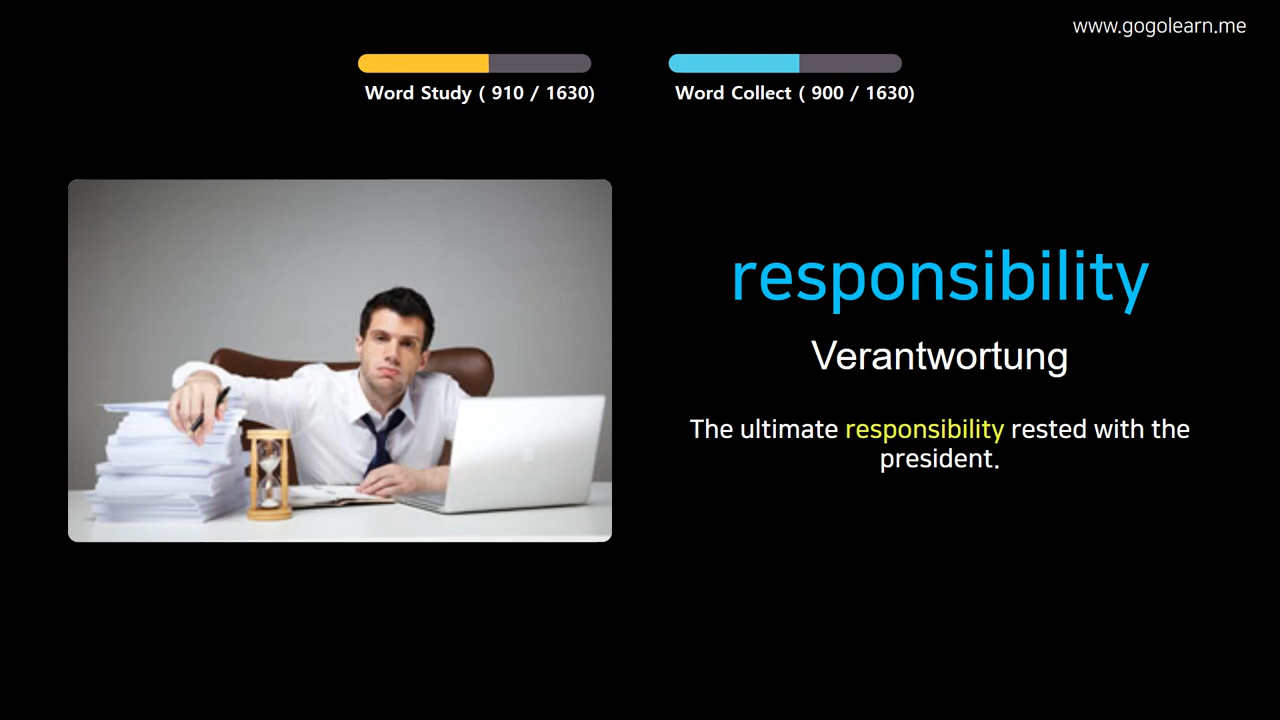 www.gogolearn.me
Word Study ( 910 / 1630)
Word Collect ( 900 / 1630)
responsibility
Verantwortung
The ultimate responsibility rested with the
president.